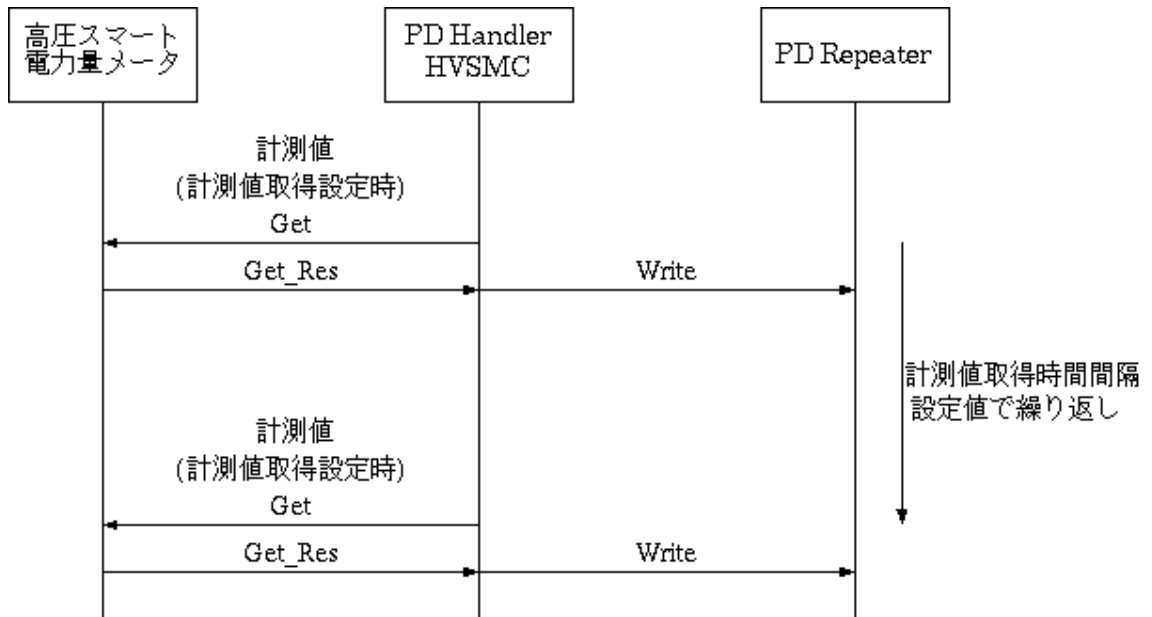 高圧スマート
電力量メータ
PD Handler
HVSMC
PD Repeater
計測値
(計測値取得設定時)
Get
Get_Res
Write
計測値取得時間間隔
設定値で繰り返し
計測値
(計測値取得設定時)
Get
Get_Res
Write